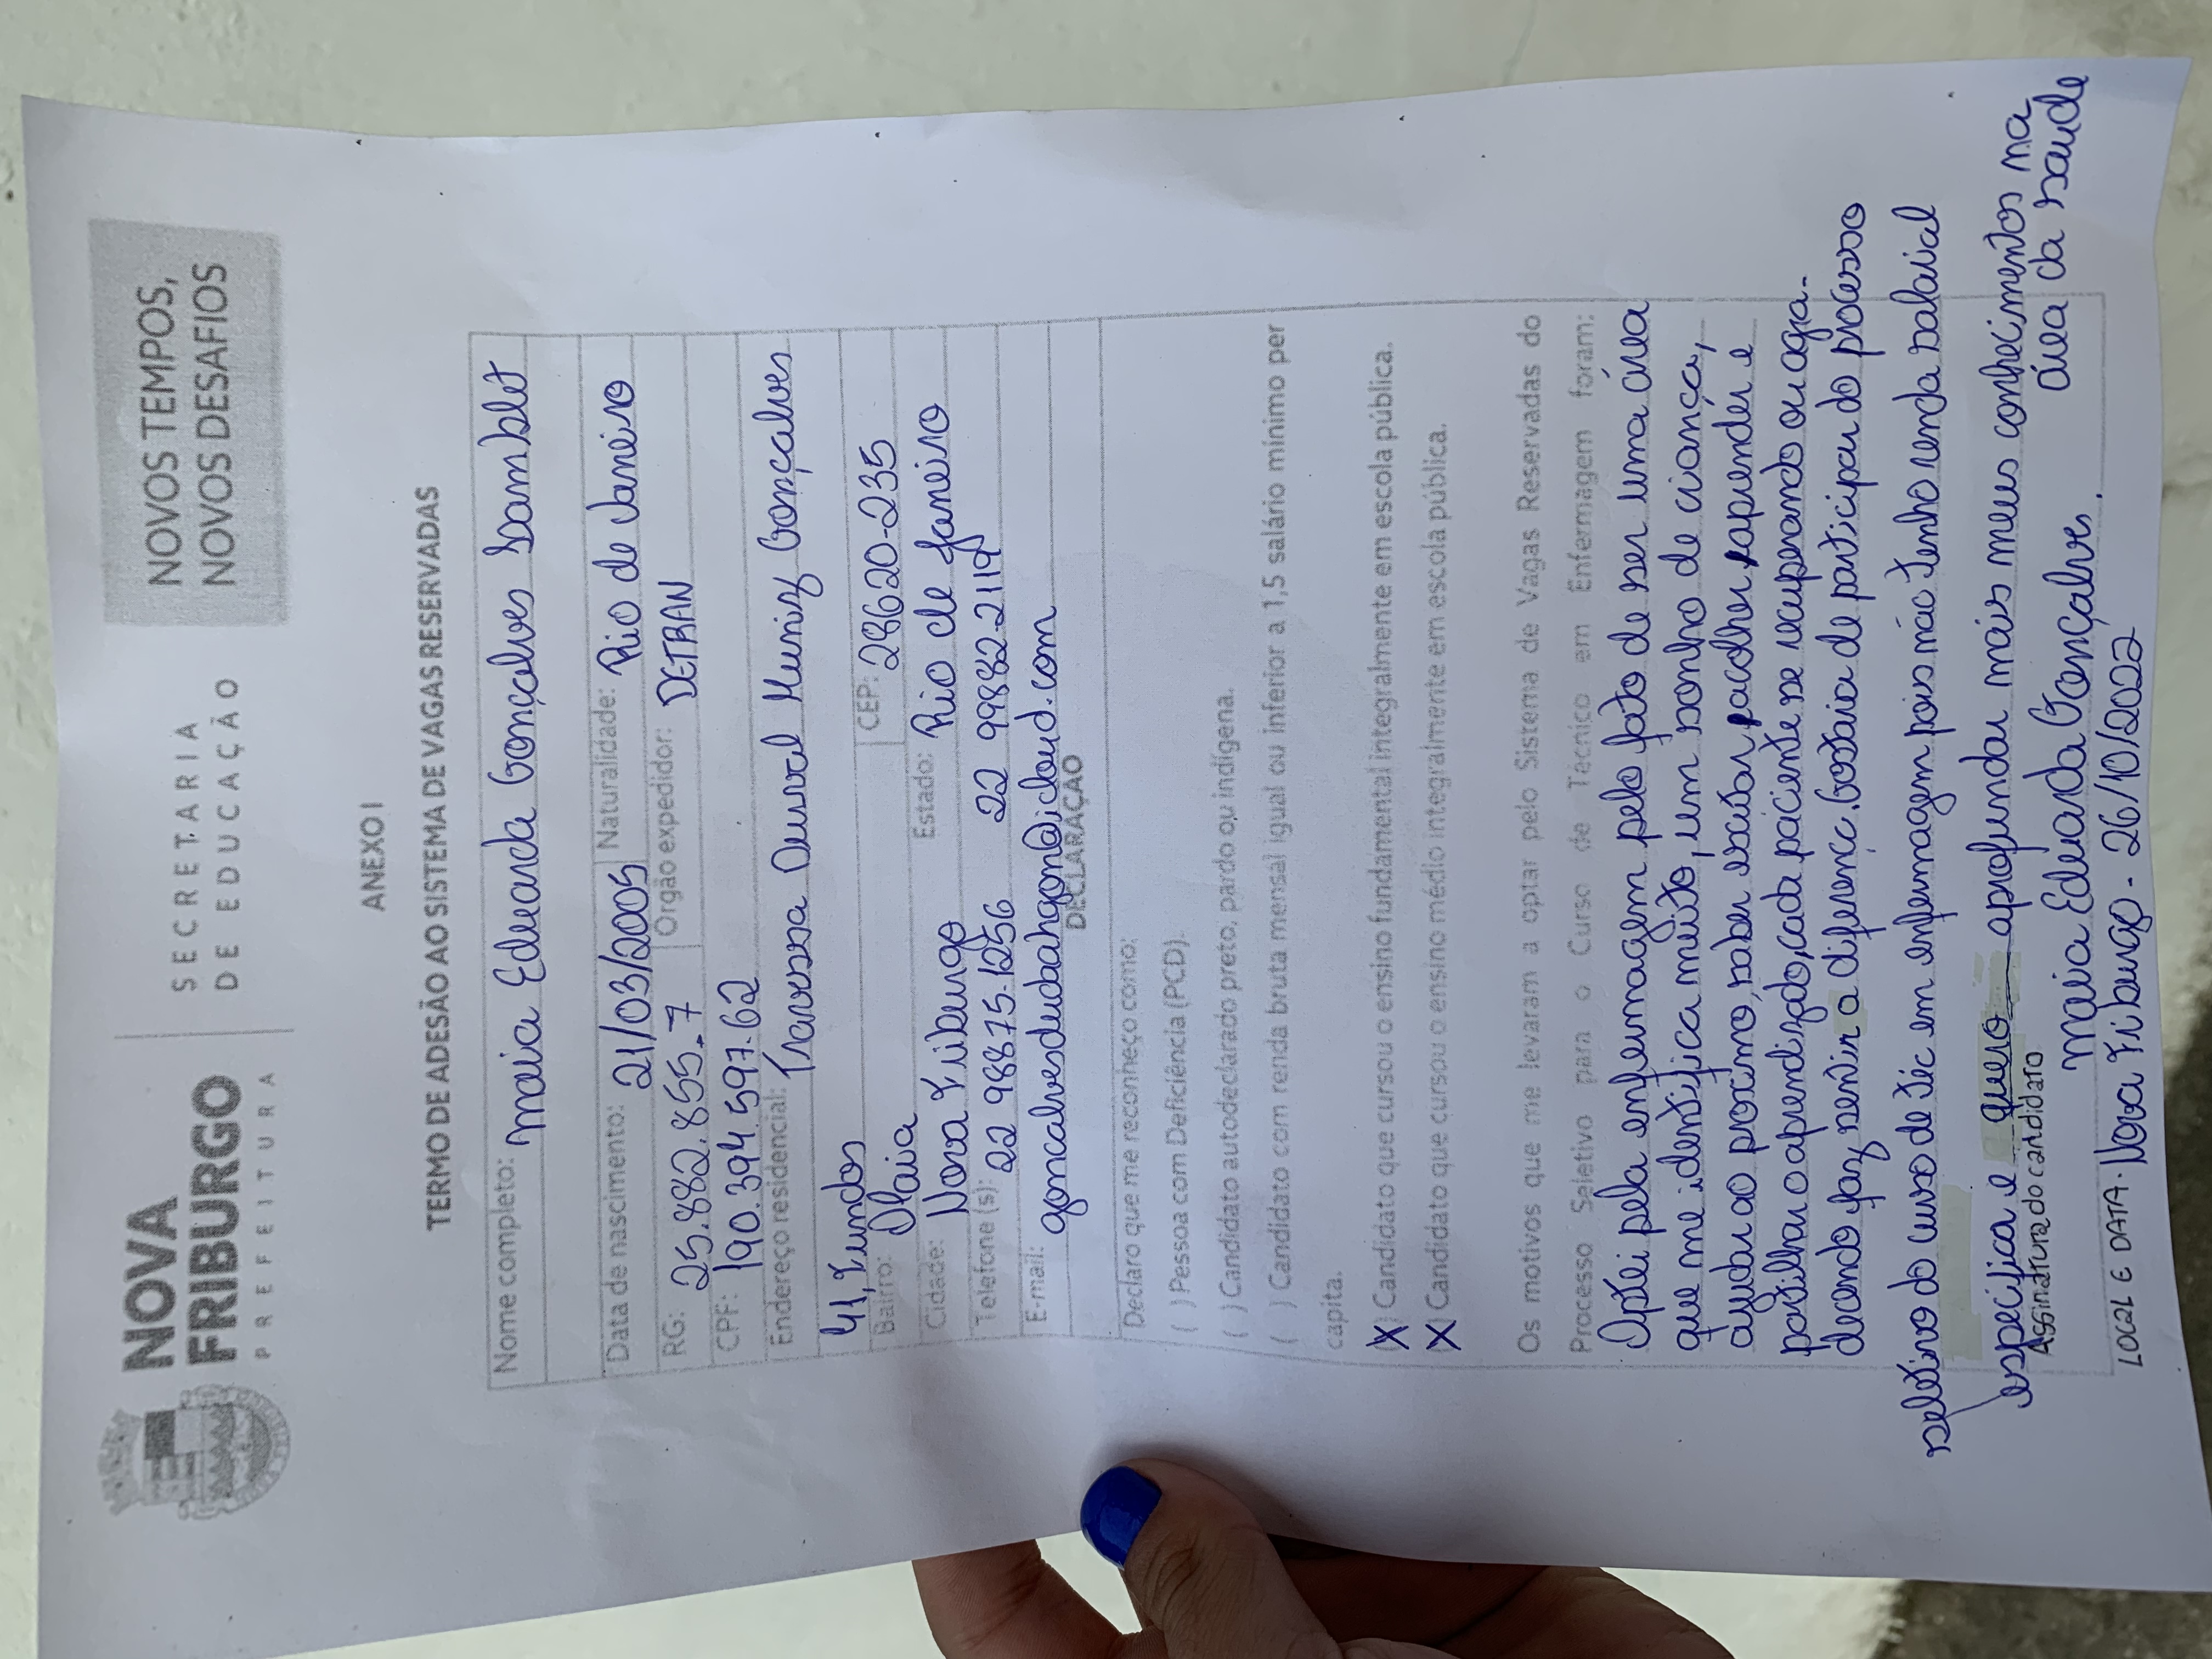 NOVA
FRIBURGO
PREFEITURA
SECRETARIA
DE EDUCAÇÃO
NOVOS TEMPOS,
NOVOS DESAFIOS
ANEXO I
TERMO DE ADESÃO AO SISTEMA DE VAGAS RESERVADAS
Nome completo: Maria Eduarda Gonçalves Damblet
Data de nascimento: 21/03/2005 Naturalidade: Rio de Janeiro
RG: 25.882.855-7 Órgão expedidor: DETRAN
CPF: 190.394.597-62
Endereço residencial: Travessa Durval Muniz Gonçalves
41, Fundos
Bairro: Olaria CEP: 28620-235
Cidade: Nova Friburgo Estado: Rio de Janeiro
Telefone (s): 22 98875-1256 22 99882-2119
E-mail: goncalvesdudaahgon@icloud.com
DECLARAÇÃO
Declaro que me reconheço como:
( ) Pessoa com Deficiência (PCD).
( ) Candidato autodeclarado preto, pardo ou indígena.
( ) Candidato com renda bruta mensal igual ou inferior a 1,5 salário mínimo per
capita.
(X) Candidato que cursou o ensino fundamental integralmente em escola pública.
(X) Candidato que cursou o ensino médio integralmente em escola pública.
Os motivos que me levaram a optar pelo Sistema de Vagas Reservadas do
Processo Seletivo para o Curso de Técnico em Enfermagem foram:
Optei pela enfermagem pelo fato de ser uma área
que me identifica muito, um sonho de criança,
ajudar ao proximo, saber escutar, acolher, aprender e
partilhar o aprendizado, cada paciente se recuperando ou agra-
decendo faz sentir a diferença. Gostaria de participar do processo
seletivo do curso de téc em enfermagem pois não tenho renda salarial
especifica e quero aprofundar mais meus conhecimentos na
área da saude
Assinatura do candidato
Maria Eduarda Gonçalves.
LOCAL E DATA. Nova Friburgo - 26/10/2022